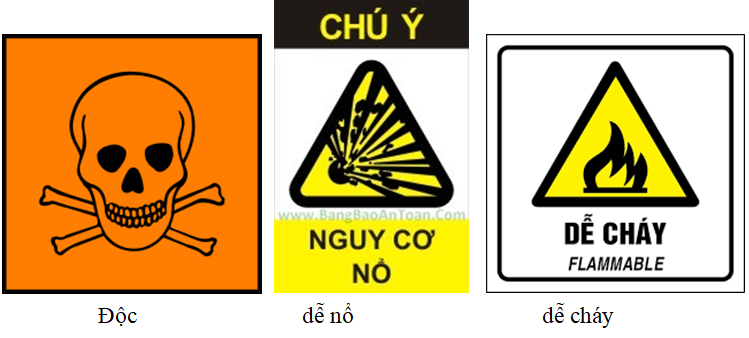 CHÚ Ý
www.BangBaoAnToan.Com
NGUY CƠ
NỔ
DỄ CHÁY
FLAMMABLE
Độc
dễ nổ
dễ cháy